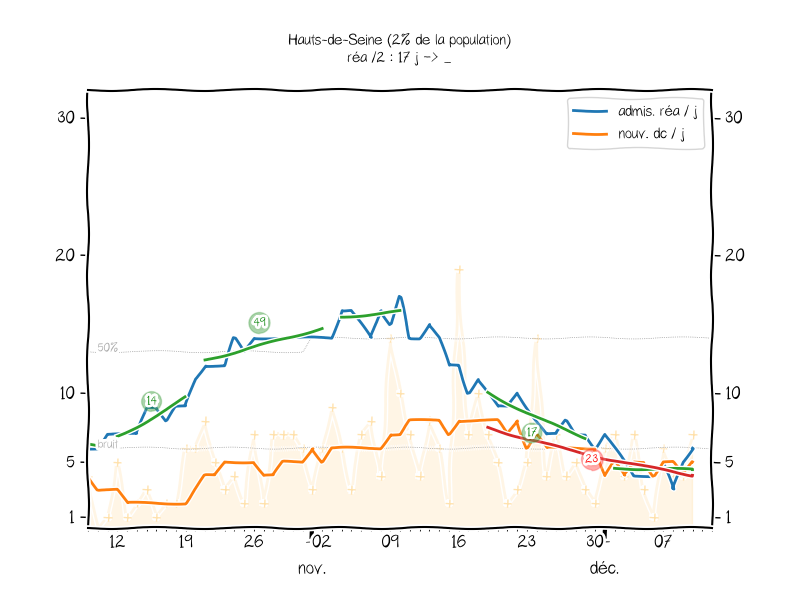 Hauts-de-Seine (2% de la population)
réa /2 : 17 j -> _
admis. réa / j
nouv. dc / j
30
30
20
20
49
50%
14
10
10
17
bruit
23
5
5
1
1
12 19 26 02 09 16 23 30 07
nov. déc.